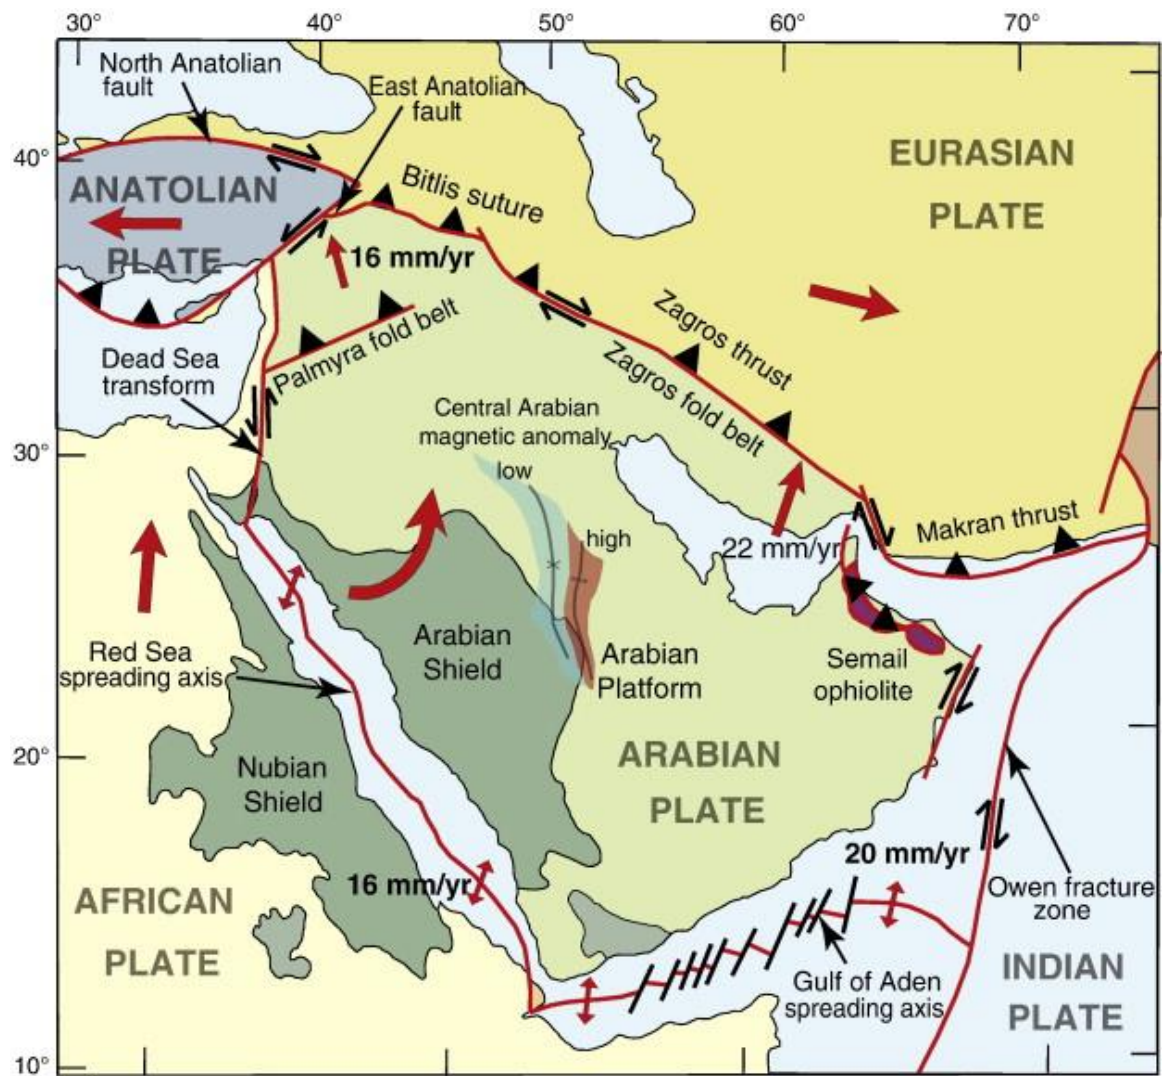 30°
40°
50°
60°
70°
North Anatolian
fault
East Anatolian
fault
40°
ANATOLIAN
PLATE
Bitlis suture
EURASIAN
PLATE
16 mm/yr
Zagros thrust
Zagros fold belt
Palmyra fold belt
Dead Sea
transform
Central Arabian
magnetic anomaly
low
high
30°
Makran thrust
22 mm/yr
Arabian
Shield
Red Sea
spreading axis
Arabian
Platform
Semail
ophiolite
20°
ARABIAN
PLATE
Nubian
Shield
20 mm/yr
16 mm/yr
Owen fracture
zone
AFRICAN
PLATE
Gulf of Aden
spreading axis
INDIAN
PLATE
10°